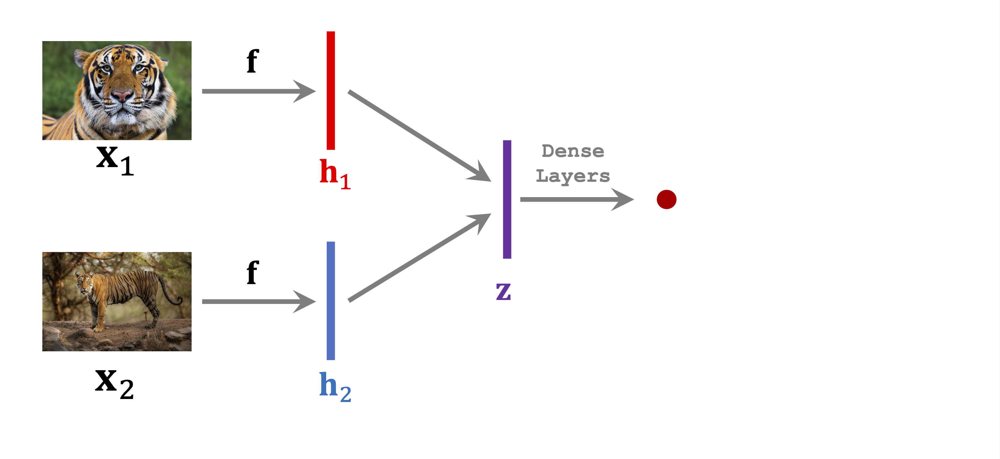 f
x₁
h₁
Dense
Layers
f
z
x₂
h₂